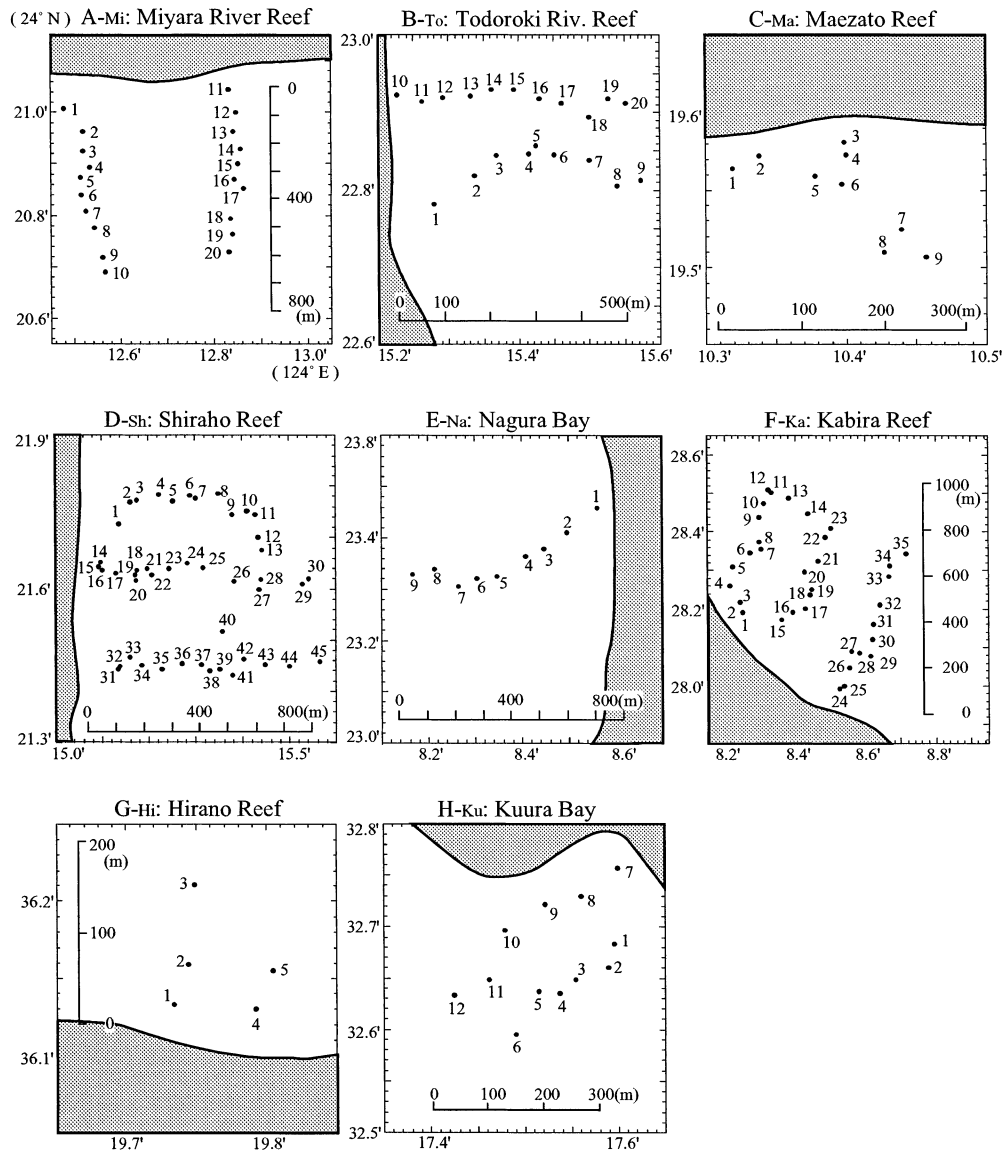 ( 24° N ) A-Mi: Miyara River Reef
21.0'
20.8'
20.6'
1
2
3
4
5
6
7
8
9
10
11
12
13
14
15
16
17
18
19
20
0
400
800
(m)
12.6' 12.8' 13.0'
( 124° E )
B-To: Todoroki Riv. Reef
23.0'
22.8'
22.6'
10 11 12 13 14 15 16 17 19 20
18
5
3 4 6 7
2 8 9
1
0 100 500(m)
15.2' 15.4' 15.6'
C-Ma: Maezato Reef
19.6'
19.5'
3
4
1 2 5 6
7
8 9
0 100 200 300(m)
10.3' 10.4' 10.5'
D-Sh: Shiraho Reef
21.9'
21.6'
21.3'
2 3 4 5 6 7 8
1 9 10 11
12
13
14 18 19 21 23 24 25
15 16 17 20 22 26 28 30
27 29
40
32 33 35 36 37 39 42 43 44 45
31 34 38 41
0 400 800(m)
15.0' 15.5'
E-Na: Nagura Bay
23.8'
23.6'
23.4'
23.2'
23.0'
1
2
3
4
5
6
7
8
9
0 400 800(m)
8.2' 8.6'
F-Ka: Kabira Reef
28.6'
28.4'
28.2'
28.0'
12 11
10 13
9 14
8 22 23
6 7
5 21 35
4 20 34
3 18 19 33
2 16 17 32
1 15 31
30
27 28 29
26
24 25
1000
(m)
800
600
400
200
0
8.2' 8.4' 8.6' 8.8'
G-Hi: Hirano Reef
36.2'
36.1'
200
(m)
100
0
3
2 5
1 4
19.7' 19.8'
H-Ku: Kuura Bay
32.8'
32.7'
32.6'
32.5'
7
9 8
10 1
3 2
11
12 5 4
6
0 100 200 300(m)
17.4' 17.6'